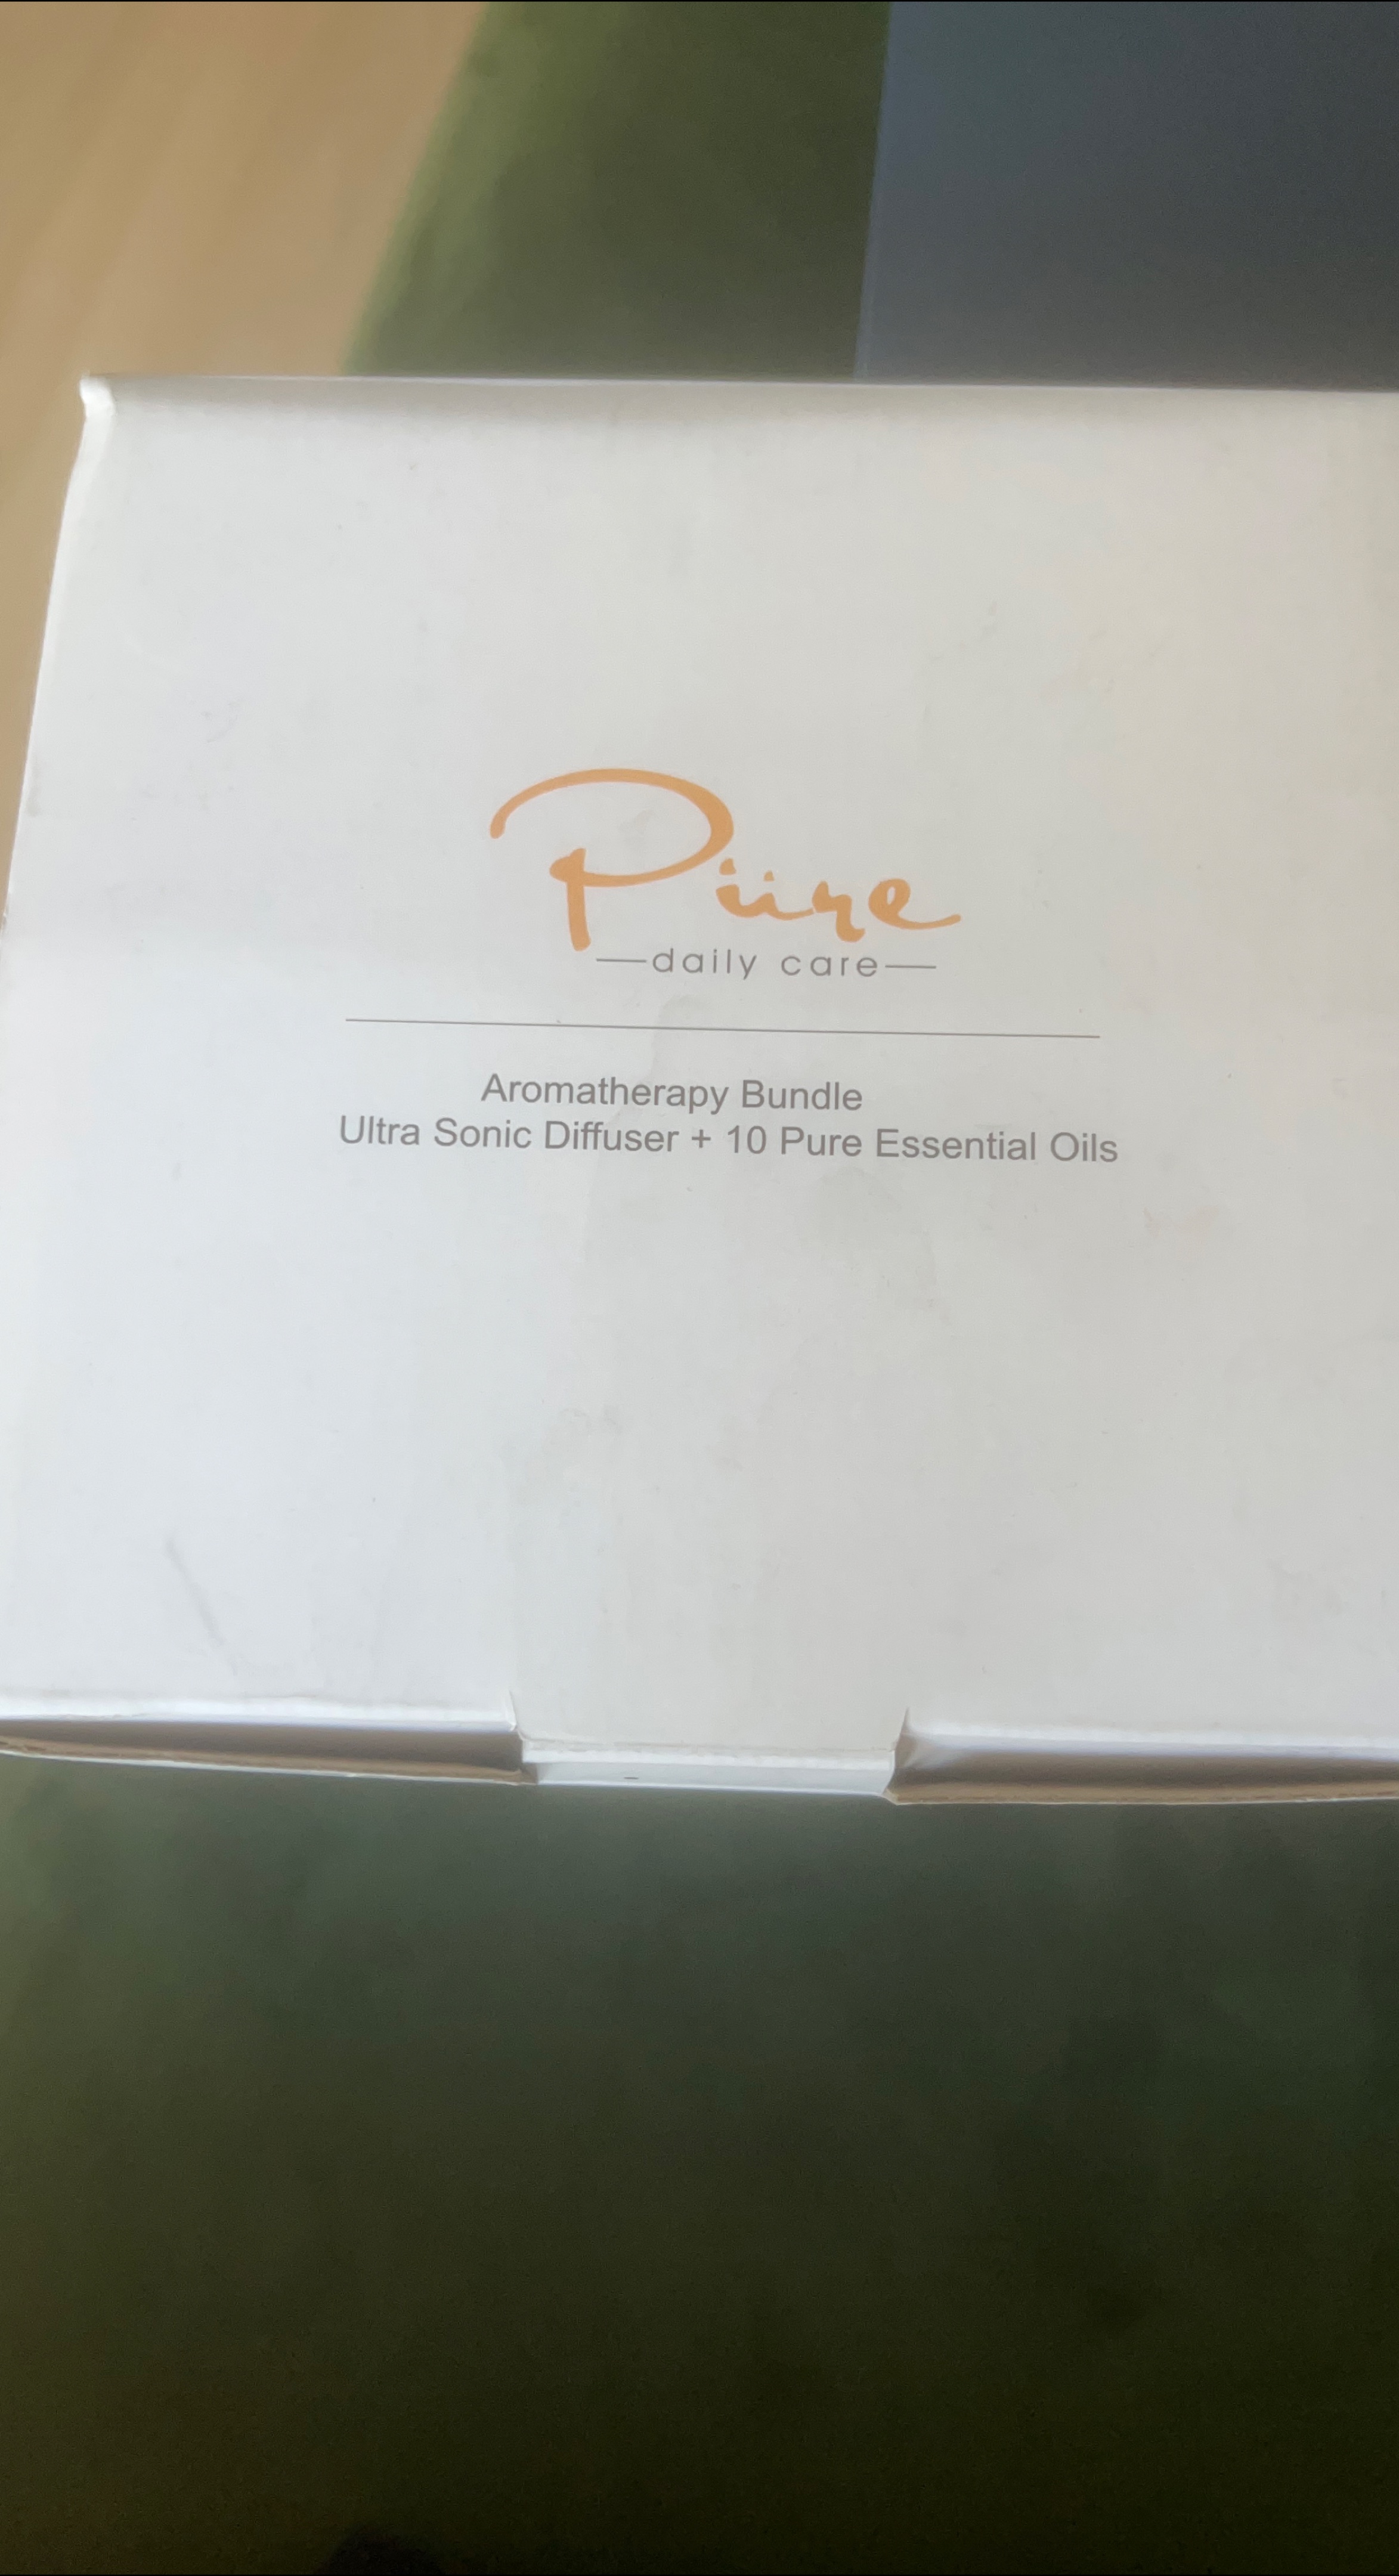 Pure
daily care
Aromatherapy Bundle
Ultra Sonic Diffuser + 10 Pure Essential Oils